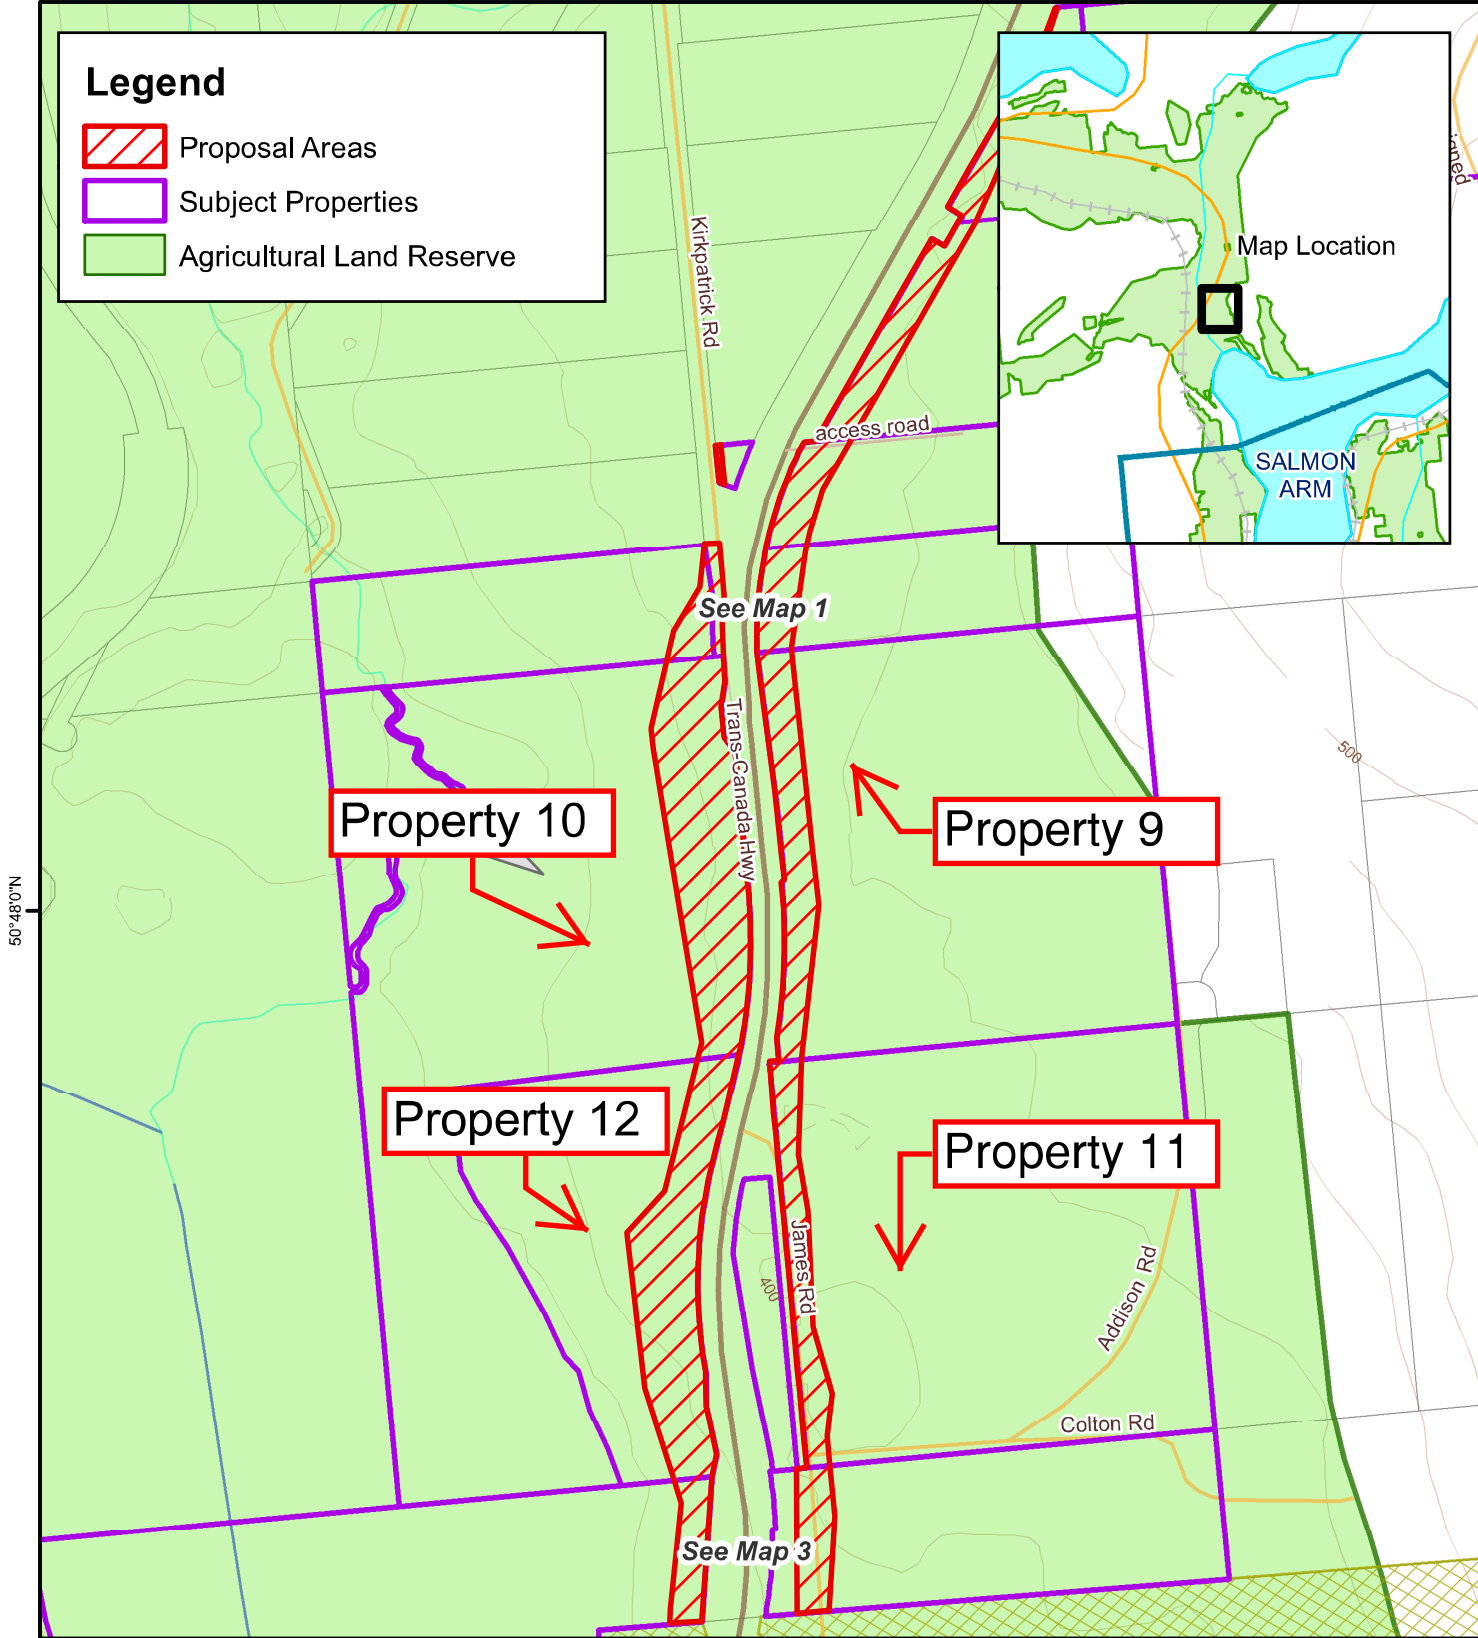 Legend
Proposal Areas
Subject Properties
Agricultural Land Reserve
Map Location
SALMON
ARM
igned
Kirkpatrick Rd
access road
See Map 1
Trans-Canada Hwy
500
Property 10
Property 9
50°48'0"N
Property 12
Property 11
James Rd
400
Addison Rd
Colton Rd
See Map 3